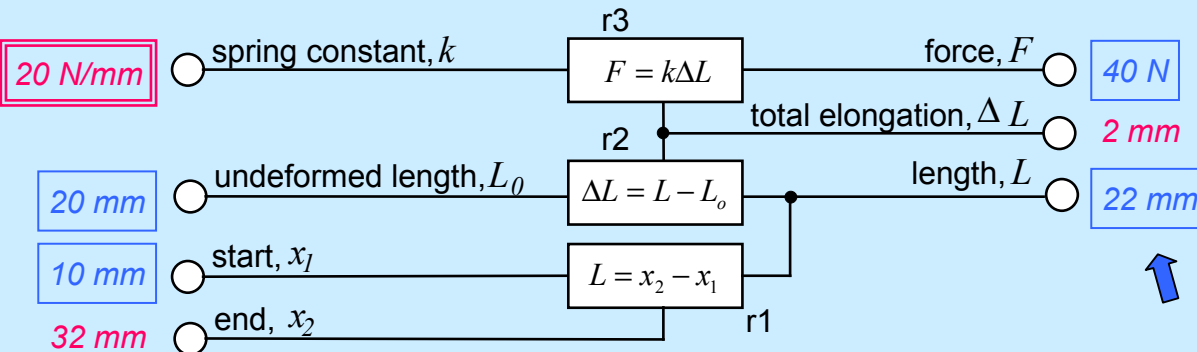 r3
20 N/mm spring constant, k F = kΔL force, F 40 N
total elongation, Δ L 2 mm
r2
20 mm undeformed length, L0 ΔL = L − Lo length, L 22 mm
10 mm start, x1 L = x2 − x1
32 mm end, x2 r1